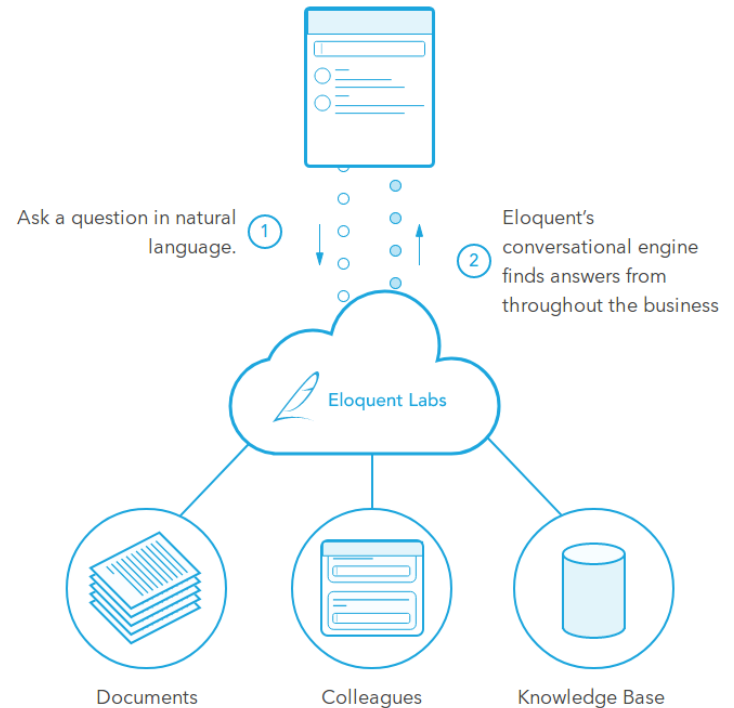 Ask a question in natural
language.
1
2
Eloquent's
conversational engine
finds answers from
throughout the business
Eloquent Labs
Documents
Colleagues
Knowledge Base